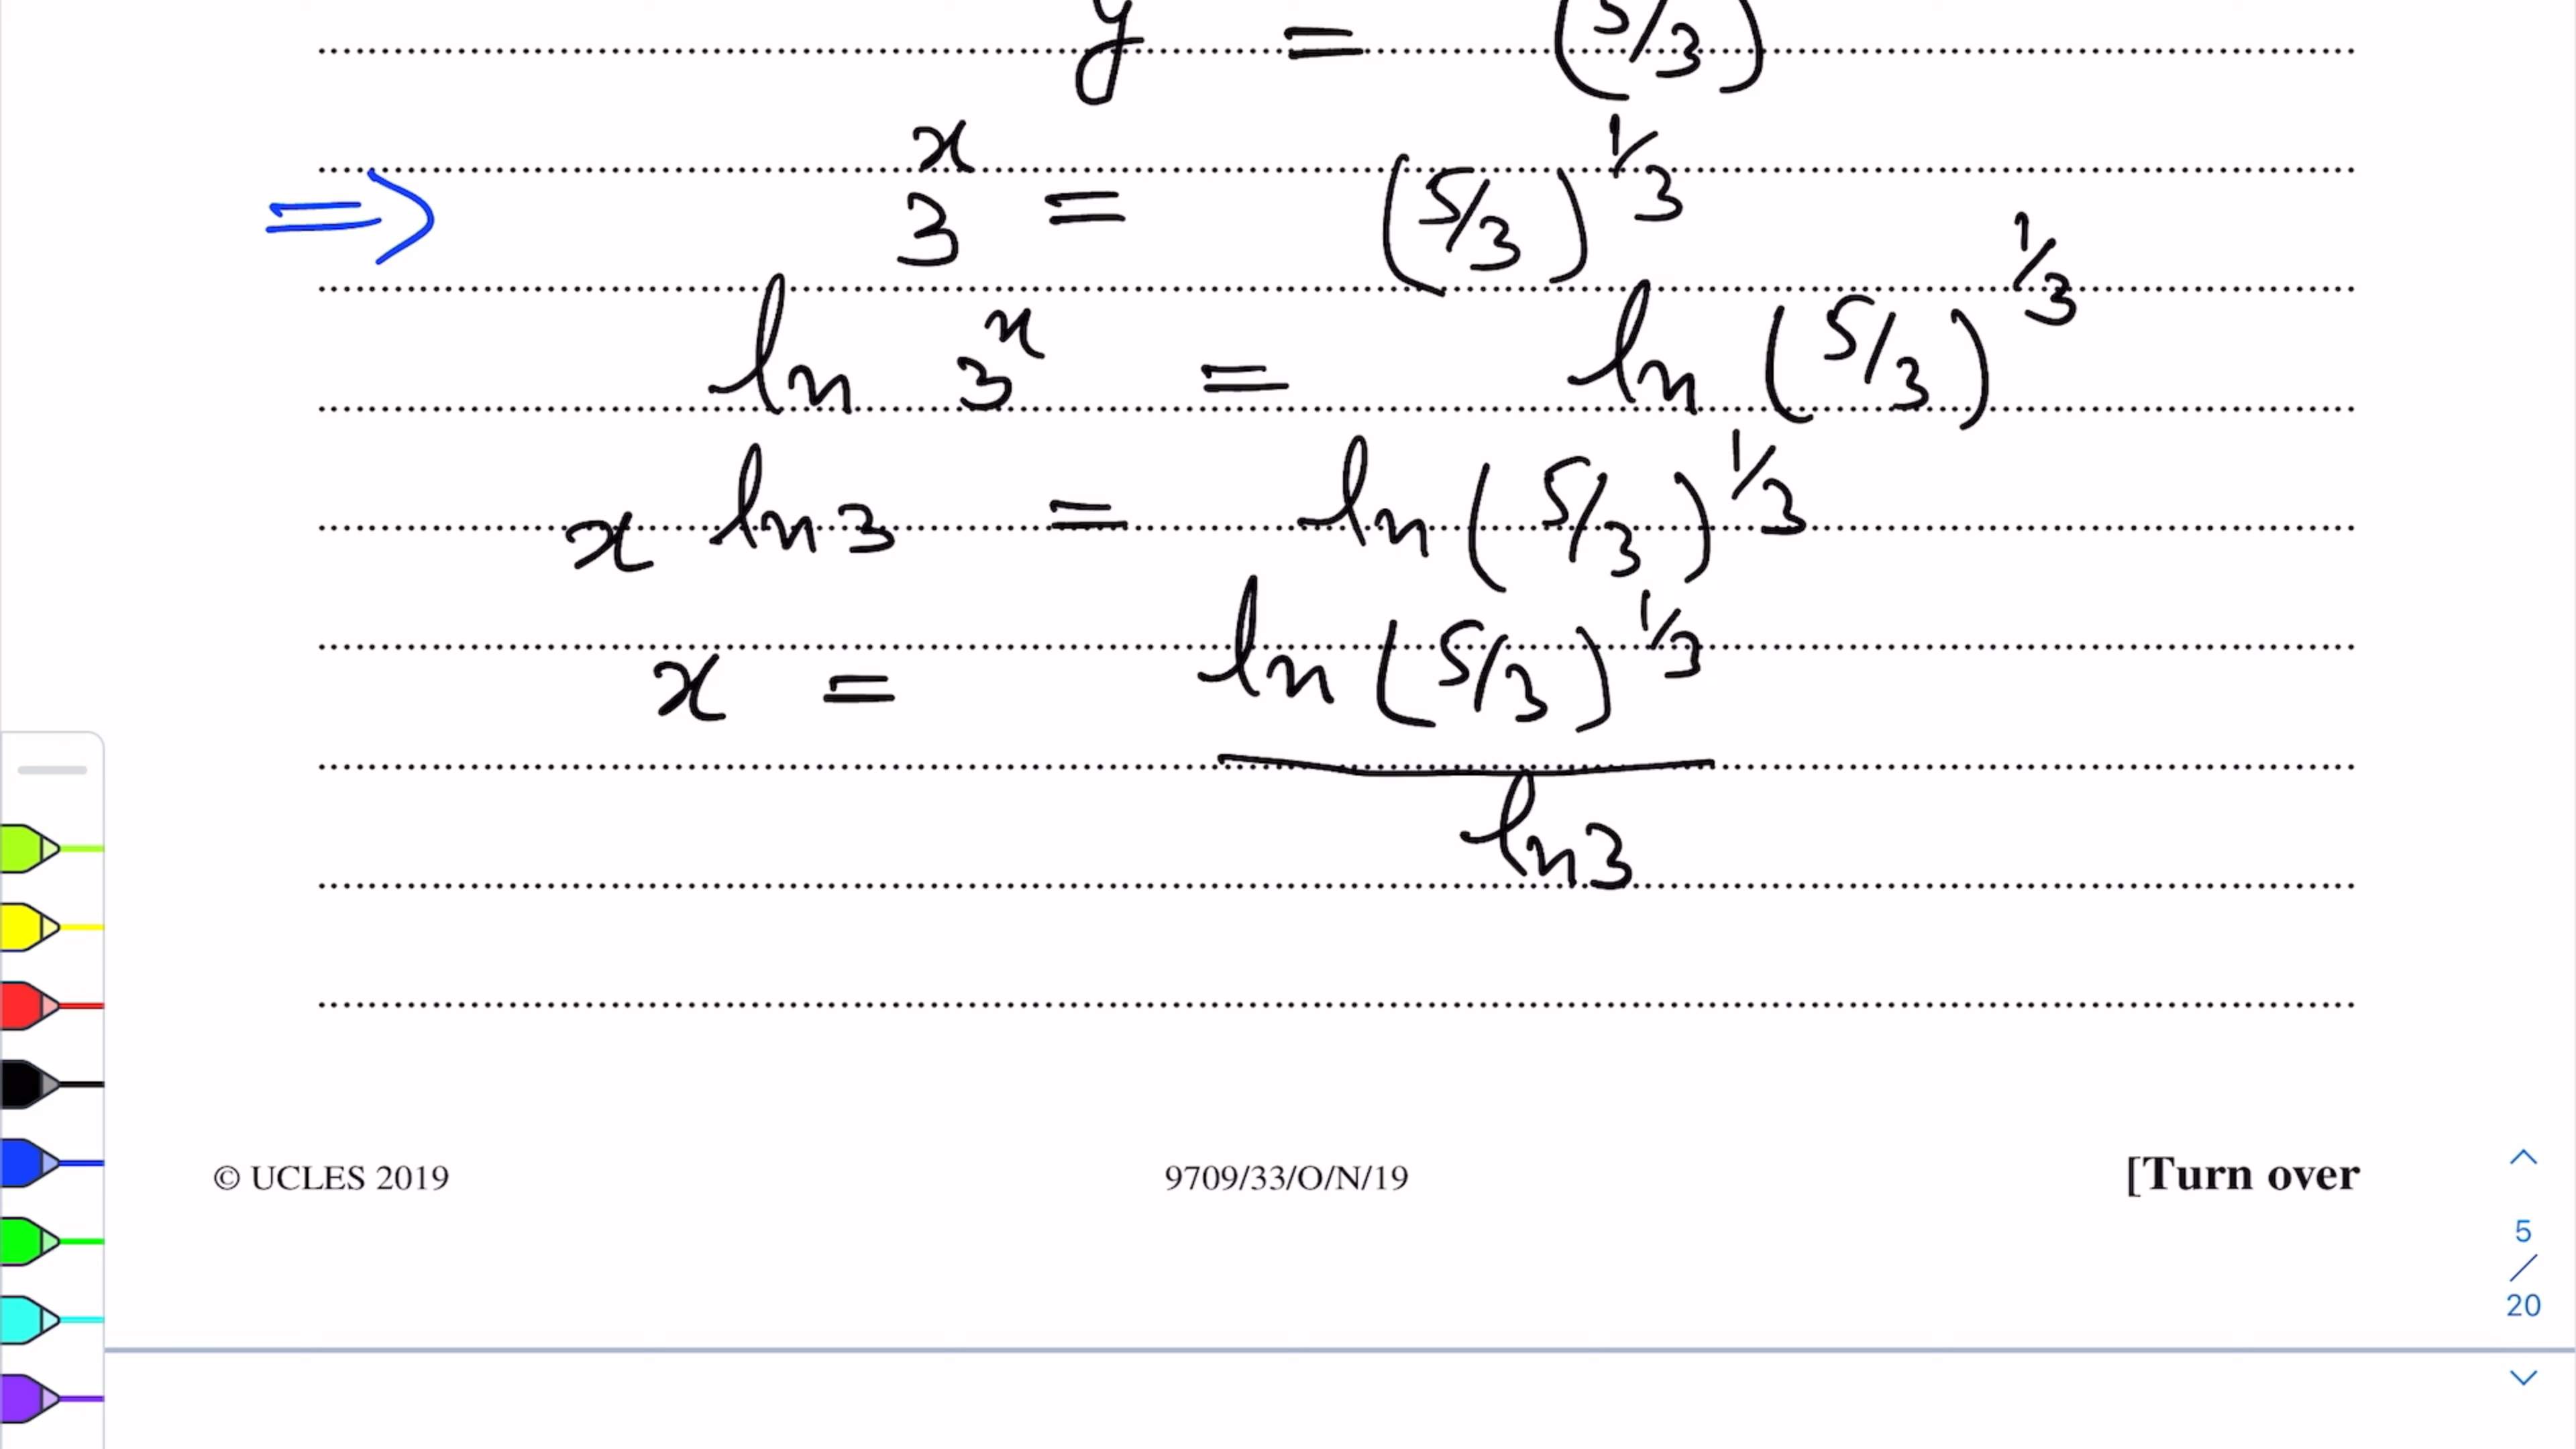 y = (5/3)
⇒ 3^x = (5/3)^1/3
ln 3^x = ln (5/3)^1/3
x ln3 = ln (5/3)^1/3
x = ln (5/3)^1/3
ln3
© UCLES 2019 9709/33/O/N/19 [Turn over
5
/
20